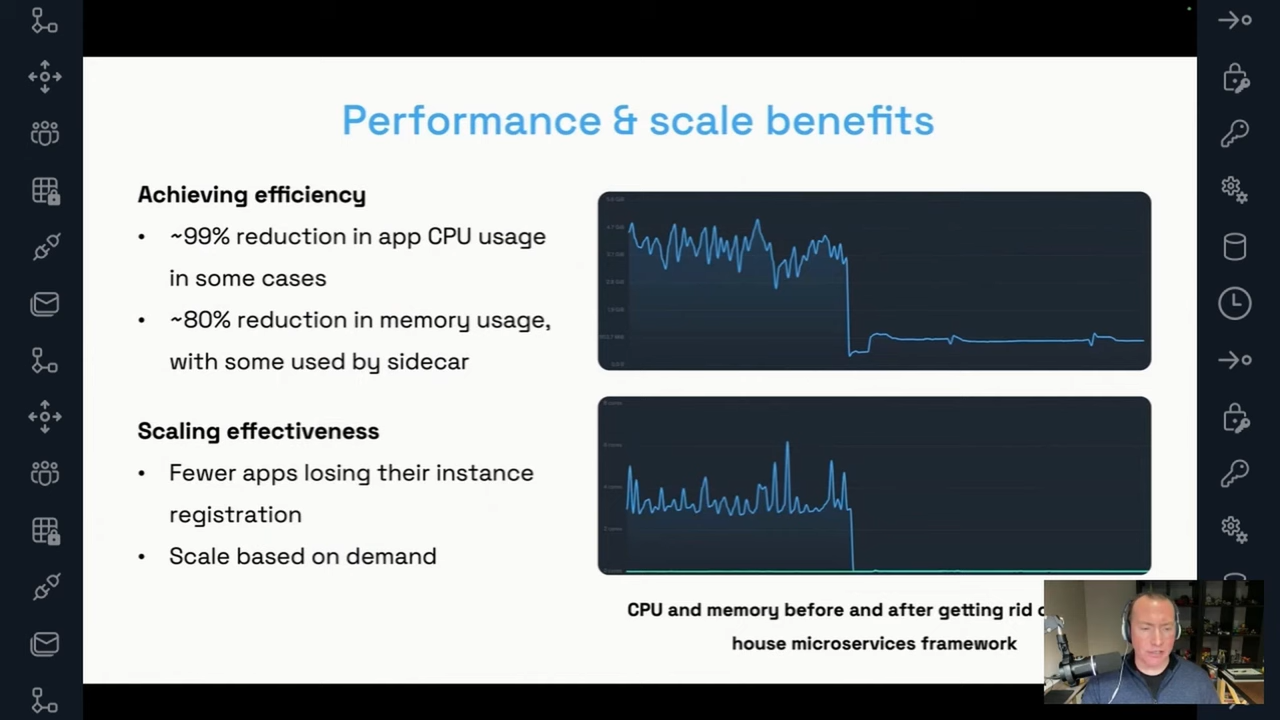 Performance & scale benefits
Achieving efficiency
• ~99% reduction in app CPU usage
in some cases
• ~80% reduction in memory usage,
with some used by sidecar
Scaling effectiveness
• Fewer apps losing their instance
registration
• Scale based on demand
CPU and memory before and after getting rid
house microservices framework